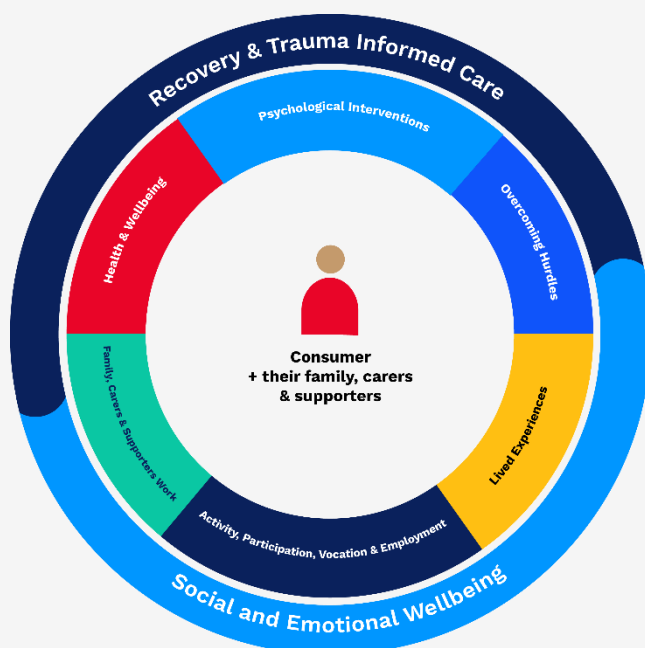 Recovery & Trauma Informed Care
Psychological Interventions
Health & Wellbeing
Overcoming Hurdles
Consumer
+ their family, carers
& supporters
Family, Carers & Supporters Work
Lived Experiences
Activity, Participation, Vocation & Employment
Social and Emotional Wellbeing